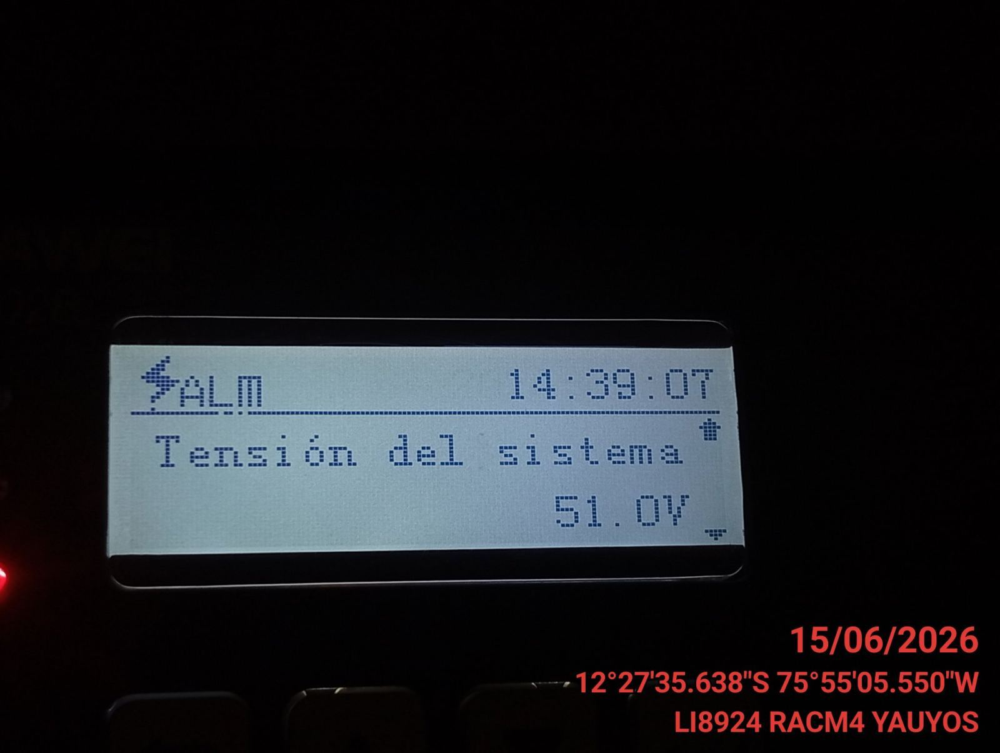 ALM 14:39:07
Tensión del sistema
51.0V
15/06/2026
12°27'35.638"S 75°55'05.550"W
LI8924 RACM4 YAUYOS